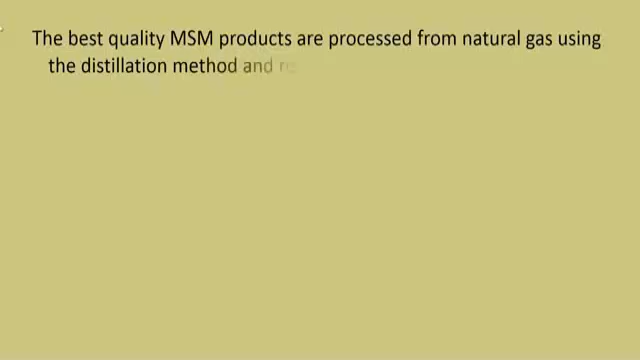 The best quality MSM products are processed from natural gas using
the distillation method and